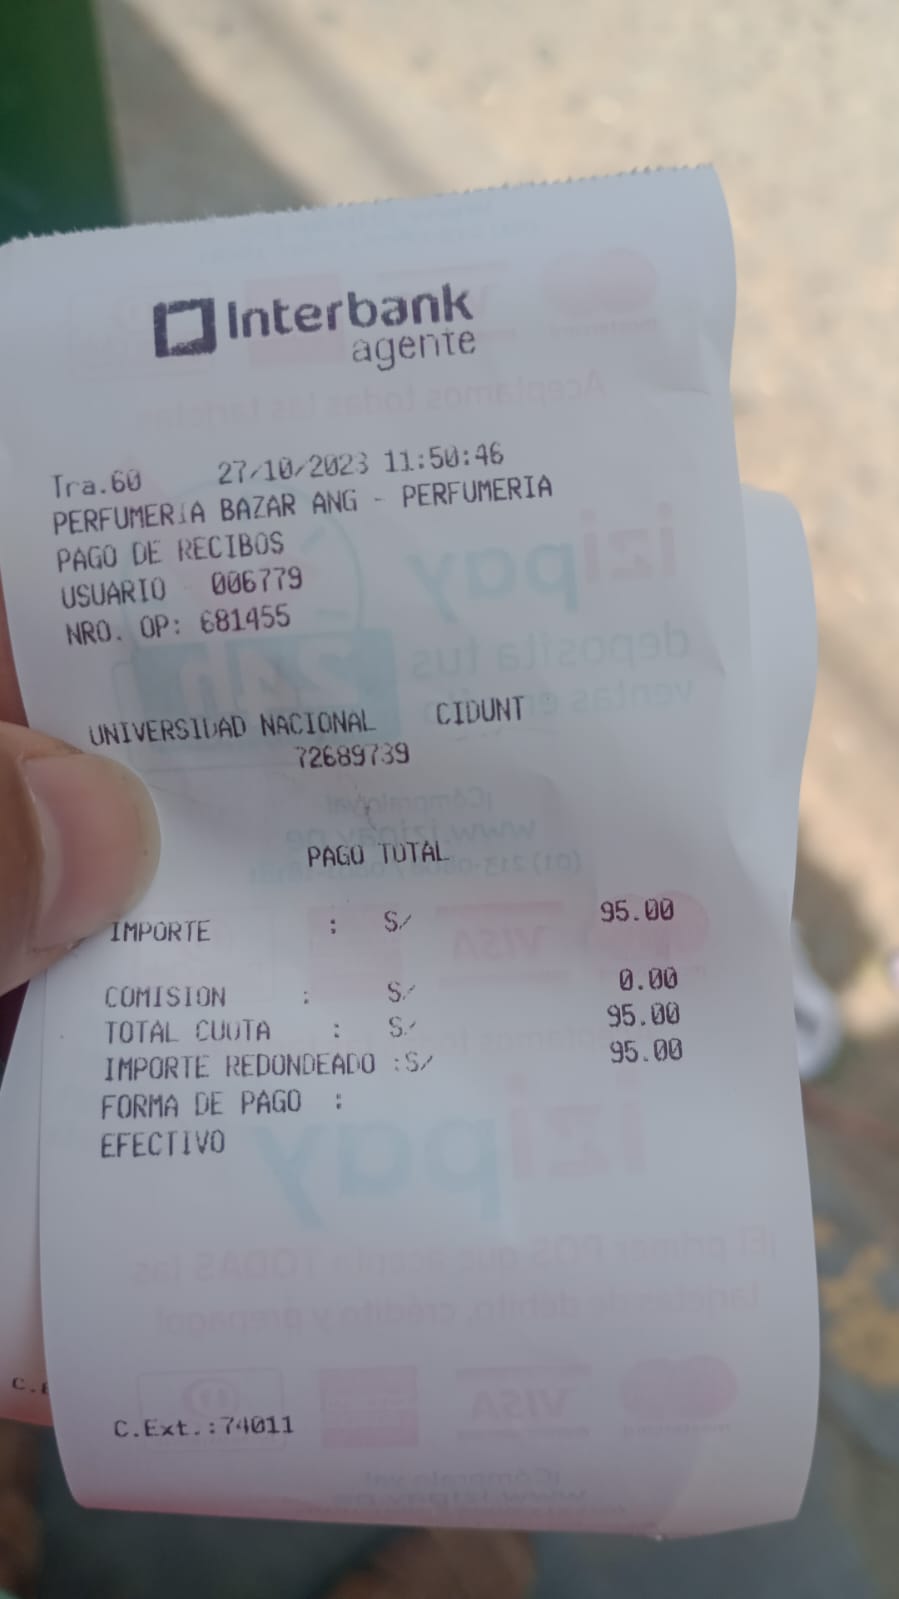 Interbank
agente
Tra.60 27/10/2023 11:50:46
PERFUMERIA BAZAR ANG - PERFUMERIA
PAGO DE RECIBOS
USUARIO 006779
NRO. OP: 681455
UNIVERSIDAD NACIONAL CIDUNT
72689739
PAGO TOTAL
IMPORTE : S/ 95.00
COMISION : S/ 0.00
TOTAL CUOTA : S/ 95.00
IMPORTE REDONDEADO :S/ 95.00
FORMA DE PAGO :
EFECTIVO
C.Ext.:74011